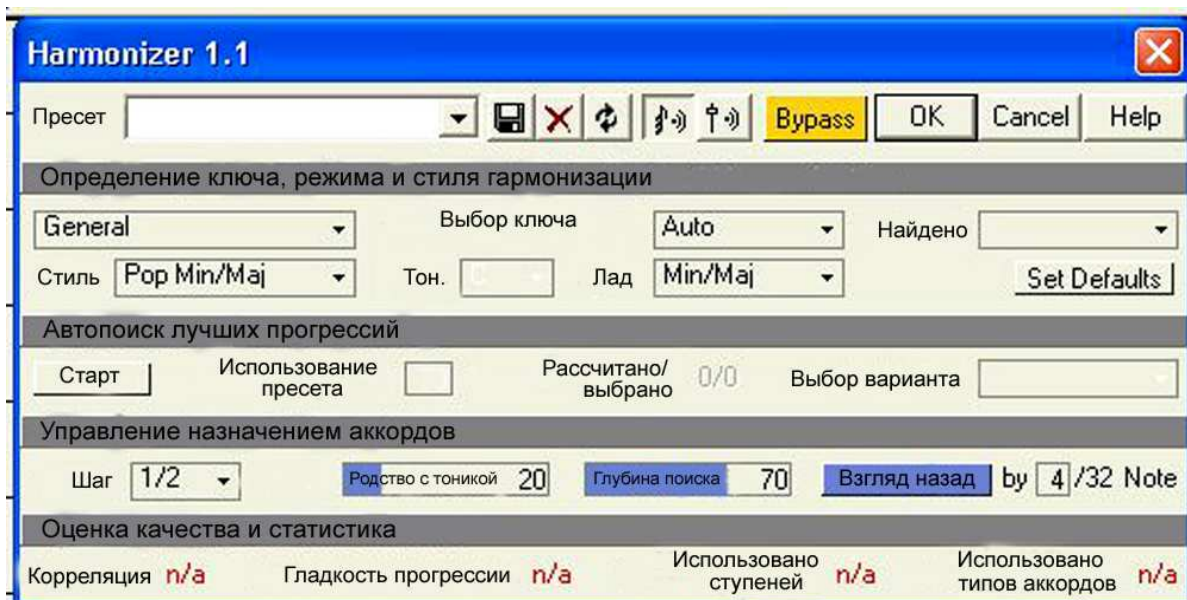 Harmonizer 1.1
Пресет Bypass OK Cancel Help
Определение ключа, режима и стиля гармонизации
General Выбор ключа Auto Найдено
Стиль Pop Min/Maj Тон. C Лад Min/Maj Set Defaults
Автопоиск лучших прогрессий
Старт Использование пресета Рассчитано/ выбрано 0/0 Выбор варианта
Управление назначением аккордов
Шаг 1/2 Родство с тоникой 20 Глубина поиска 70 Взгляд назад by 4 /32 Note
Оценка качества и статистика
Корреляция n/a Гладкость прогрессии n/a Использовано ступеней n/a Использовано типов аккордов n/a